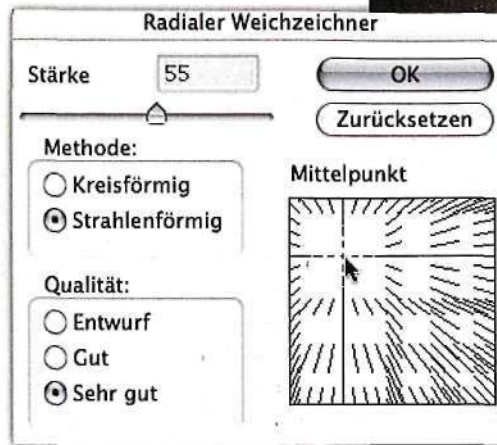 Radialer Weichzeichner
Stärke 55
OK
Zurücksetzen
Methode:
Kreisförmig
Strahlenförmig
Mittelpunkt
Qualität:
Entwurf
Gut
Sehr gut